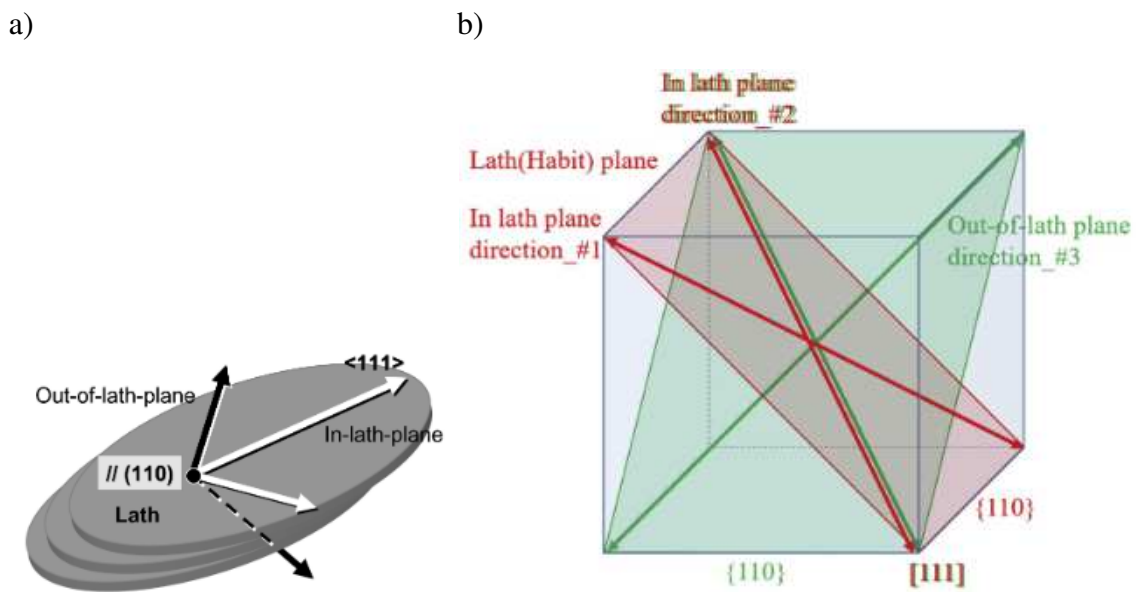 a)
b)
<111>
Out-of-lath-plane
In-lath-plane
// (110)
Lath
In lath plane
direction_#2
Lath(Habit) plane
In lath plane
direction_#1
Out-of-lath plane
direction_#3
{110}
{110}
[111]